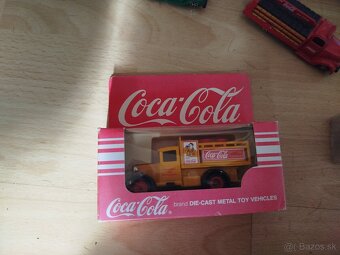 Coca-Cola
Coca-Cola
Coca-Cola
brand DIE-CAST METAL TOY VEHICLES
Bazos.sk